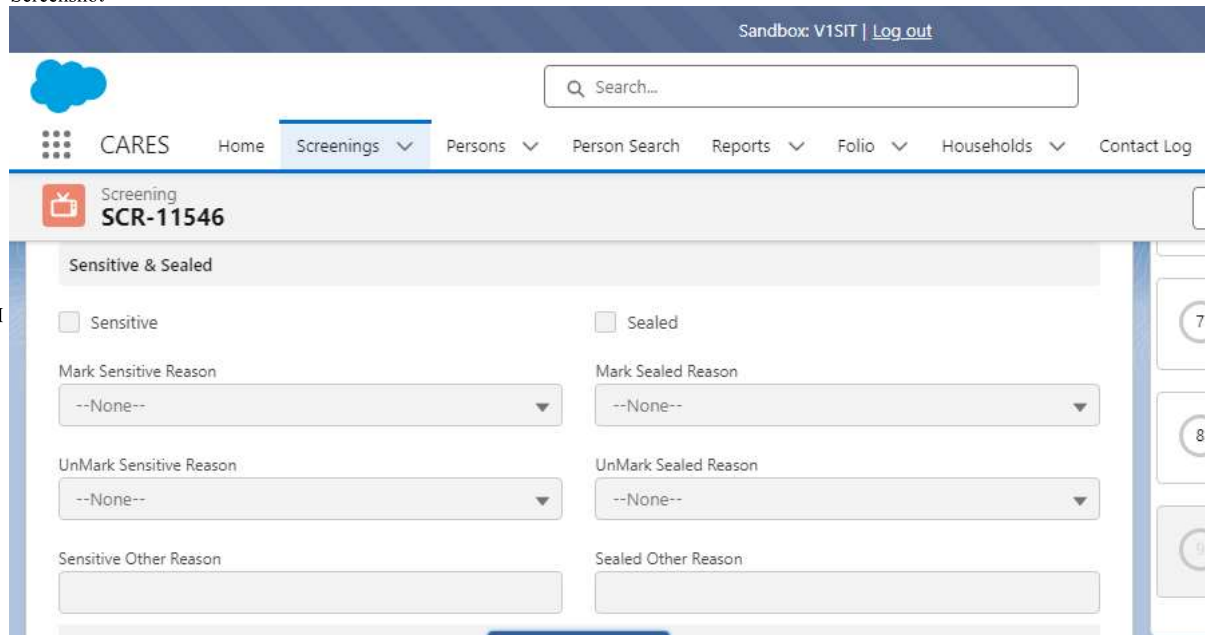 Screenshot
Sandbox: V1SIT | Log out
Search...
CARES Home Screenings Persons Person Search Reports Folio Households Contact Log
Screening
SCR-11546
Sensitive & Sealed
Sensitive Sealed
7
Mark Sensitive Reason Mark Sealed Reason
--None-- --None--
8
UnMark Sensitive Reason UnMark Sealed Reason
--None-- --None--
9
Sensitive Other Reason Sealed Other Reason